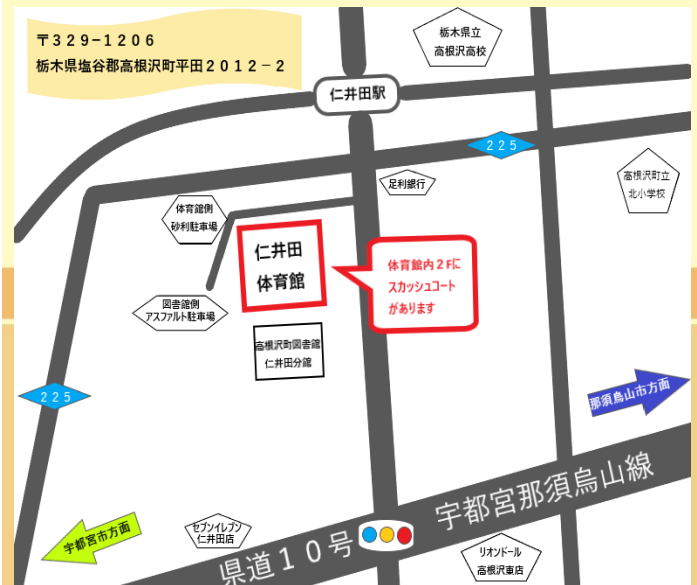 〒329-1206
栃木県塩谷郡高根沢町平田2012-2
栃木県立
高根沢高校
仁井田駅
225
足利銀行
高根沢町立
北小学校
体育館側
砂利駐車場
仁井田
体育館
体育館内2Fに
スカッシュコート
があります
図書館側
アスファルト駐車場
高根沢町図書館
仁井田分館
225
那須烏山市方面
宇都宮市方面
セブンイレブン
仁井田店
県道10号
宇都宮那須烏山線
リオンドール
高根沢東店